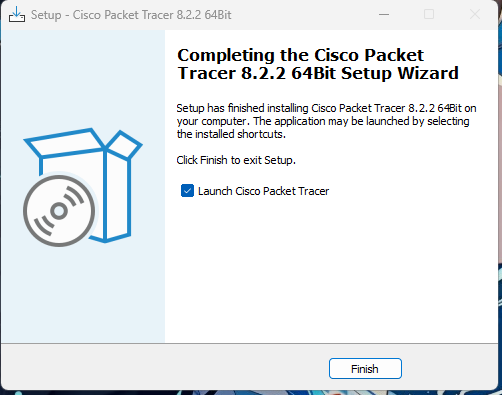 Setup - Cisco Packet Tracer 8.2.2 64Bit
Completing the Cisco Packet
Tracer 8.2.2 64Bit Setup Wizard
Setup has finished installing Cisco Packet Tracer 8.2.2 64Bit on
your computer. The application may be launched by selecting
the installed shortcuts.
Click Finish to exit Setup.
Launch Cisco Packet Tracer
Finish